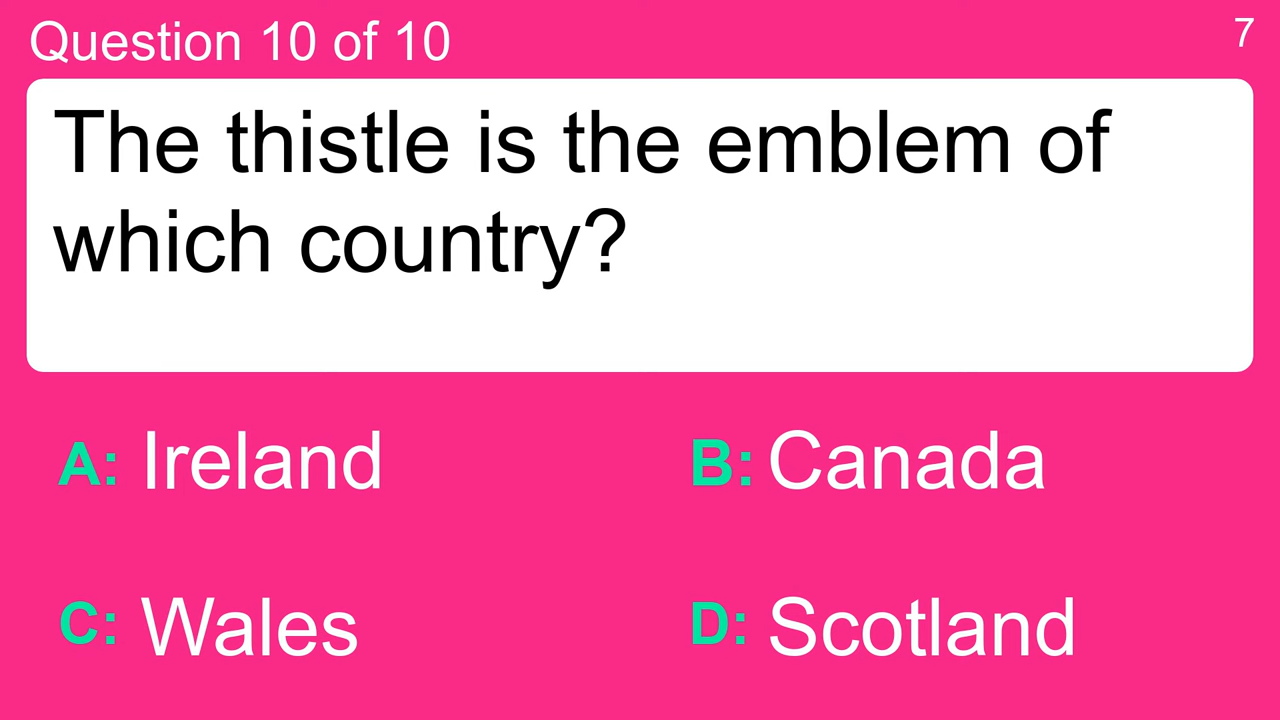 Question 10 of 10
7
The thistle is the emblem of
which country?
A: Ireland
B: Canada
C: Wales
D: Scotland